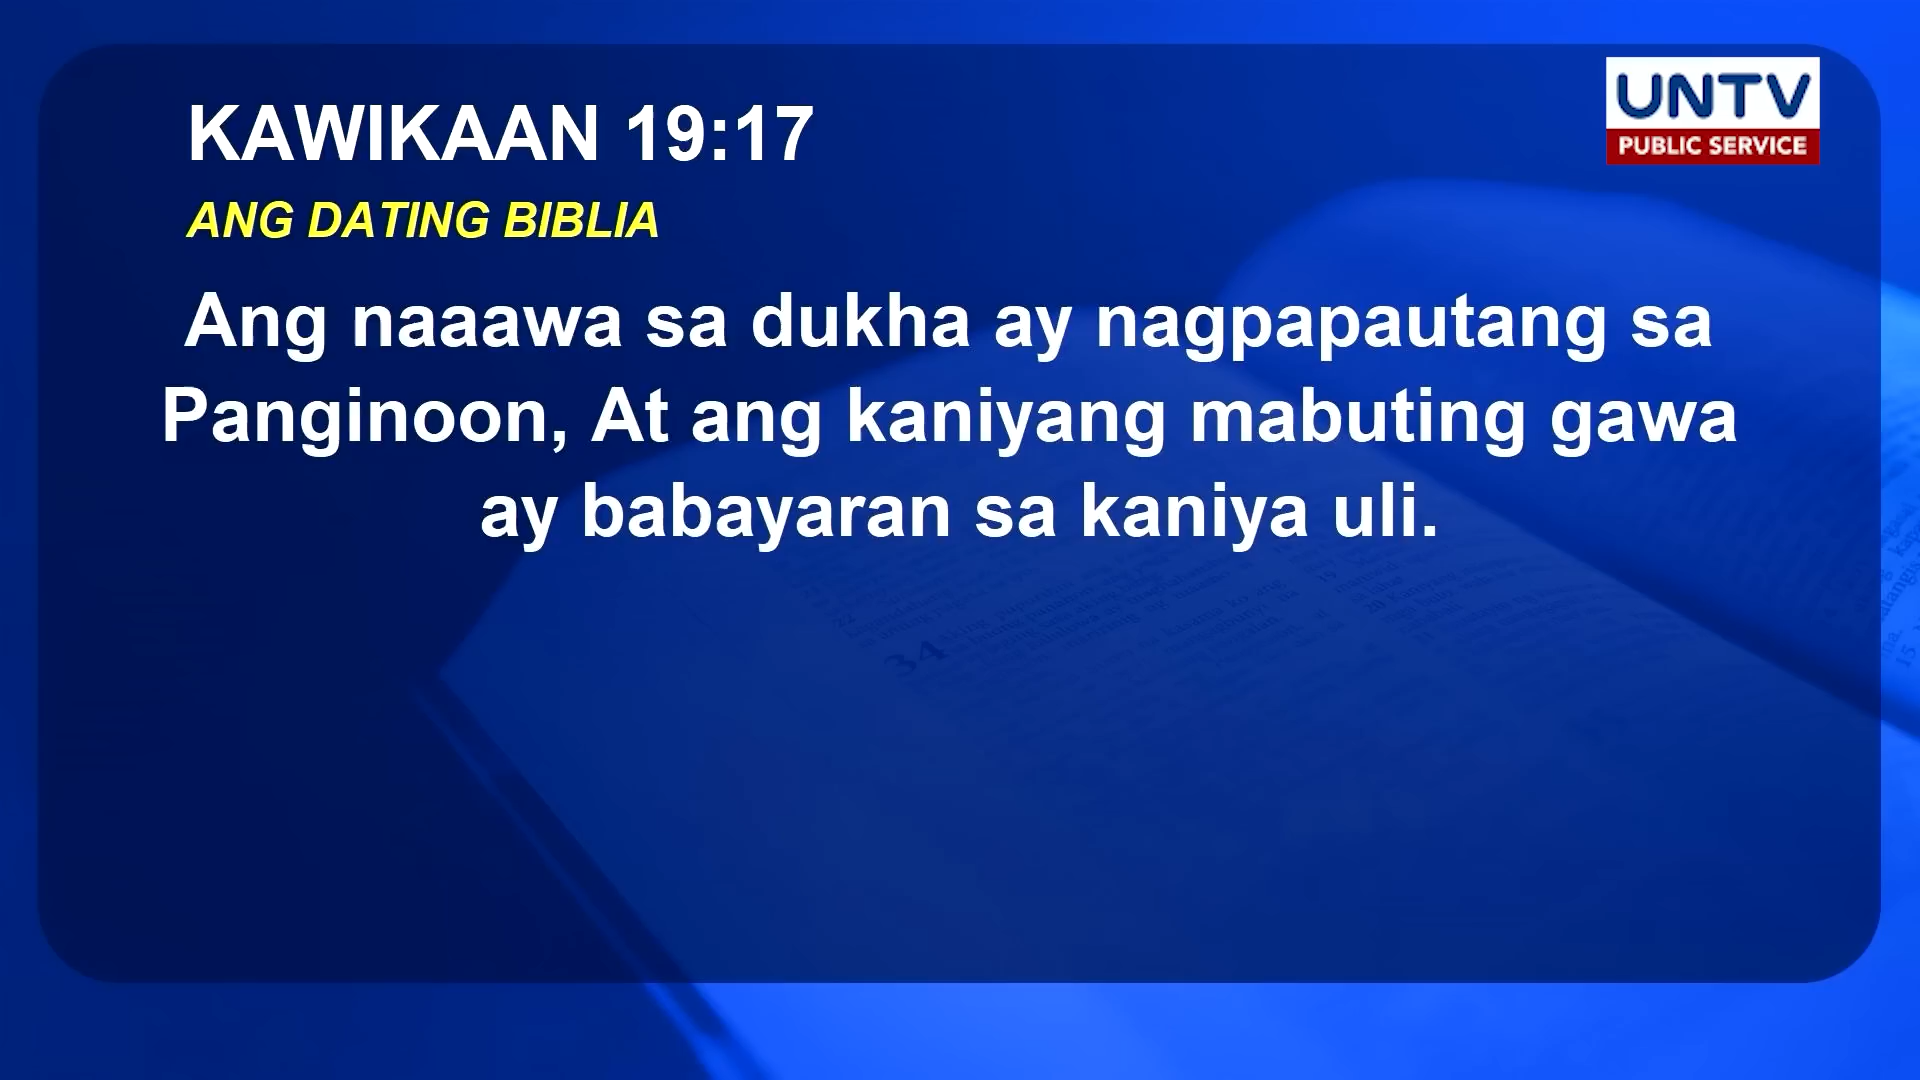 KAWIKAAN 19:17
UNTV
PUBLIC SERVICE
ANG DATING BIBLIA
Ang naaawa sa dukha ay nagpapautang sa
Panginoon, At ang kaniyang mabuting gawa
ay babayaran sa kaniya uli.
34